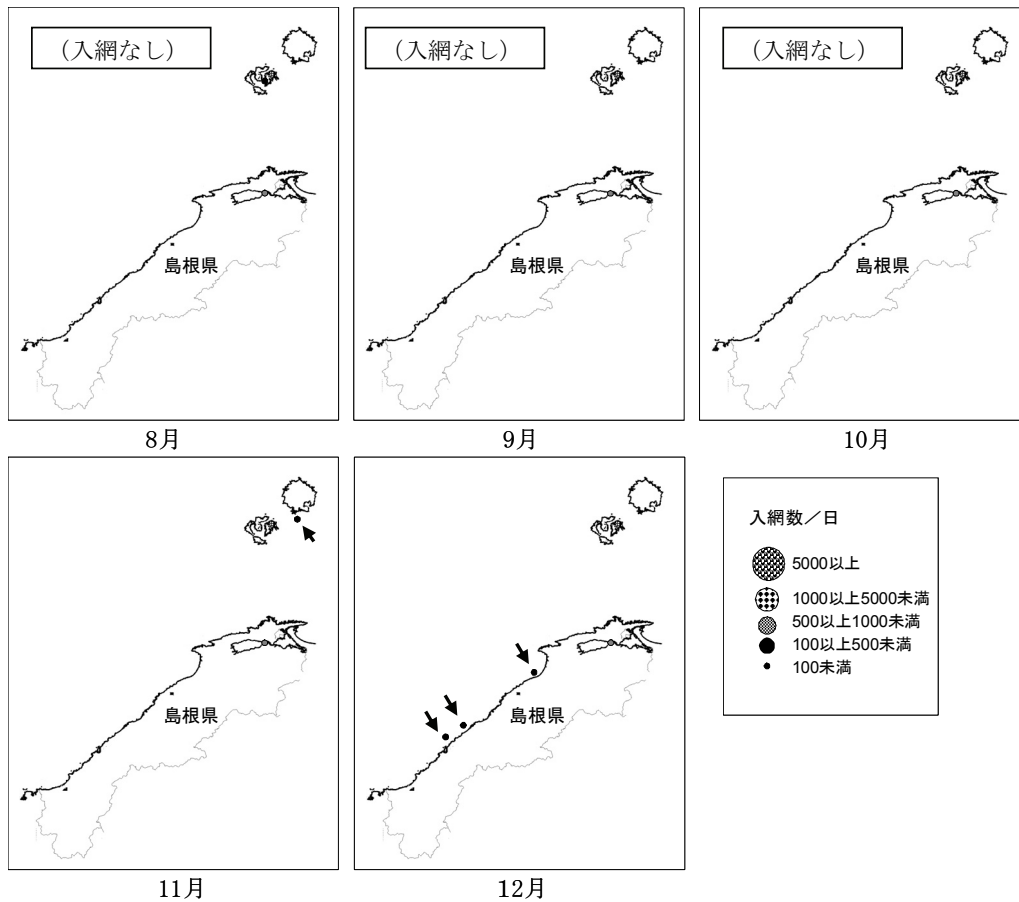 (入網なし)
(入網なし)
(入網なし)
島根県
島根県
島根県
8月
9月
10月
島根県
島根県
入網数／日
5000以上
1000以上5000未満
500以上1000未満
100以上500未満
100未満
11月
12月